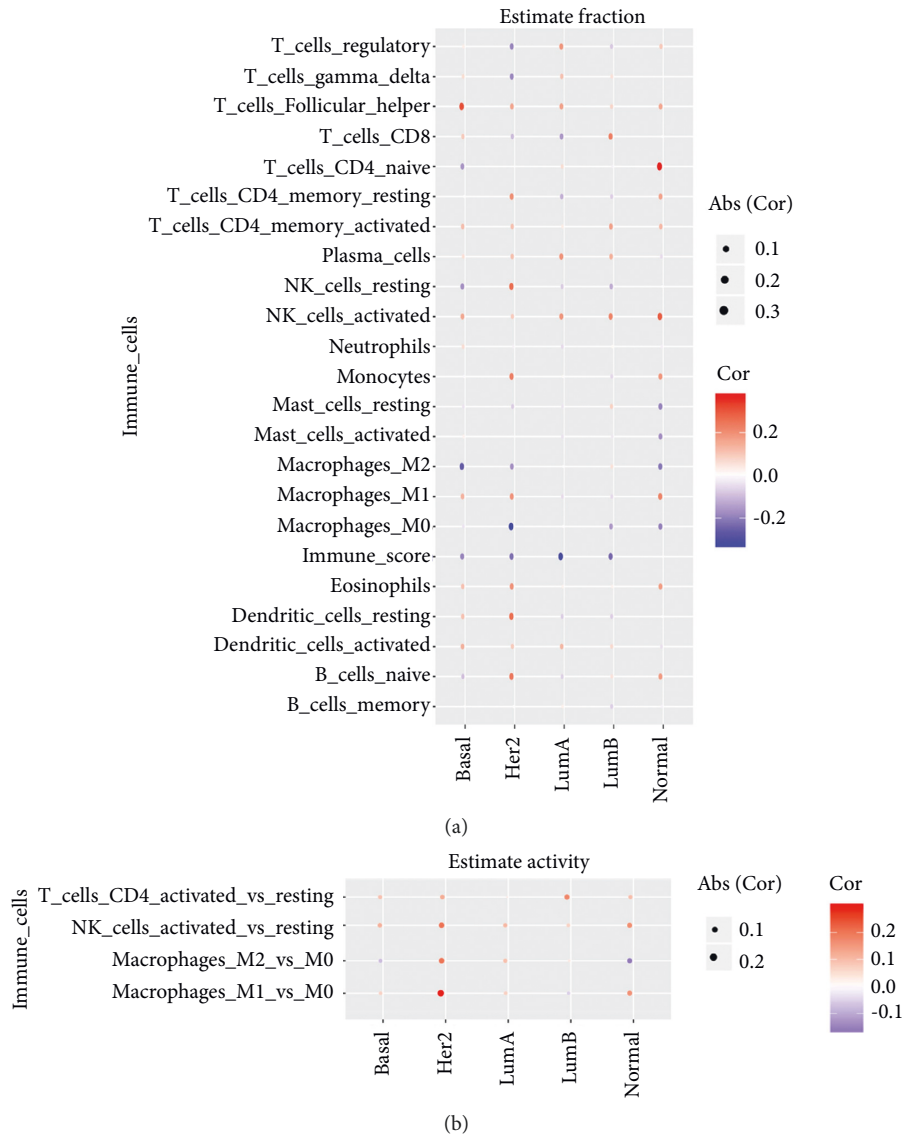 Estimate fraction
T_cells_regulatory
T_cells_gamma_delta
T_cells_Follicular_helper
T_cells_CD8
T_cells_CD4_naive
T_cells_CD4_memory_resting
T_cells_CD4_memory_activated
Plasma_cells
NK_cells_resting
NK_cells_activated
Neutrophils
Monocytes
Mast_cells_resting
Mast_cells_activated
Macrophages_M2
Macrophages_M1
Macrophages_M0
Immune_score
Eosinophils
Dendritic_cells_resting
Dendritic_cells_activated
B_cells_naive
B_cells_memory
Immune_cells
Basal
Her2
LumA
LumB
Normal
Abs (Cor)
0.1
0.2
0.3
Cor
0.2
0.0
-0.2
(a)
Estimate activity
T_cells_CD4_activated_vs_resting
NK_cells_activated_vs_resting
Macrophages_M2_vs_M0
Macrophages_M1_vs_M0
Immune_cells
Basal
Her2
LumA
LumB
Normal
Abs (Cor)
0.1
0.2
Cor
0.2
0.1
0.0
-0.1
(b)